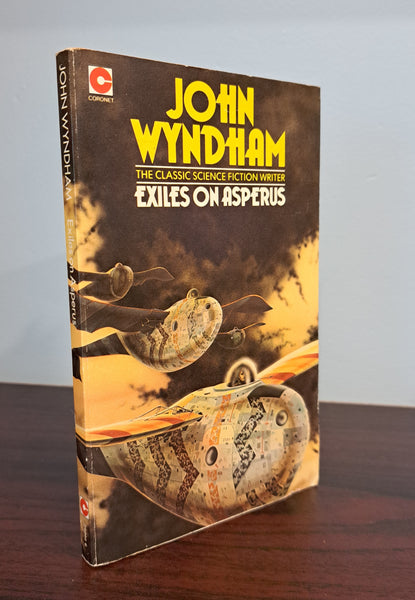 CORONET
JOHN
WYNDHAM
THE CLASSIC SCIENCE FICTION WRITER
EXILES ON ASPERUS
JOHN WYNDHAM Exiles on Asperus